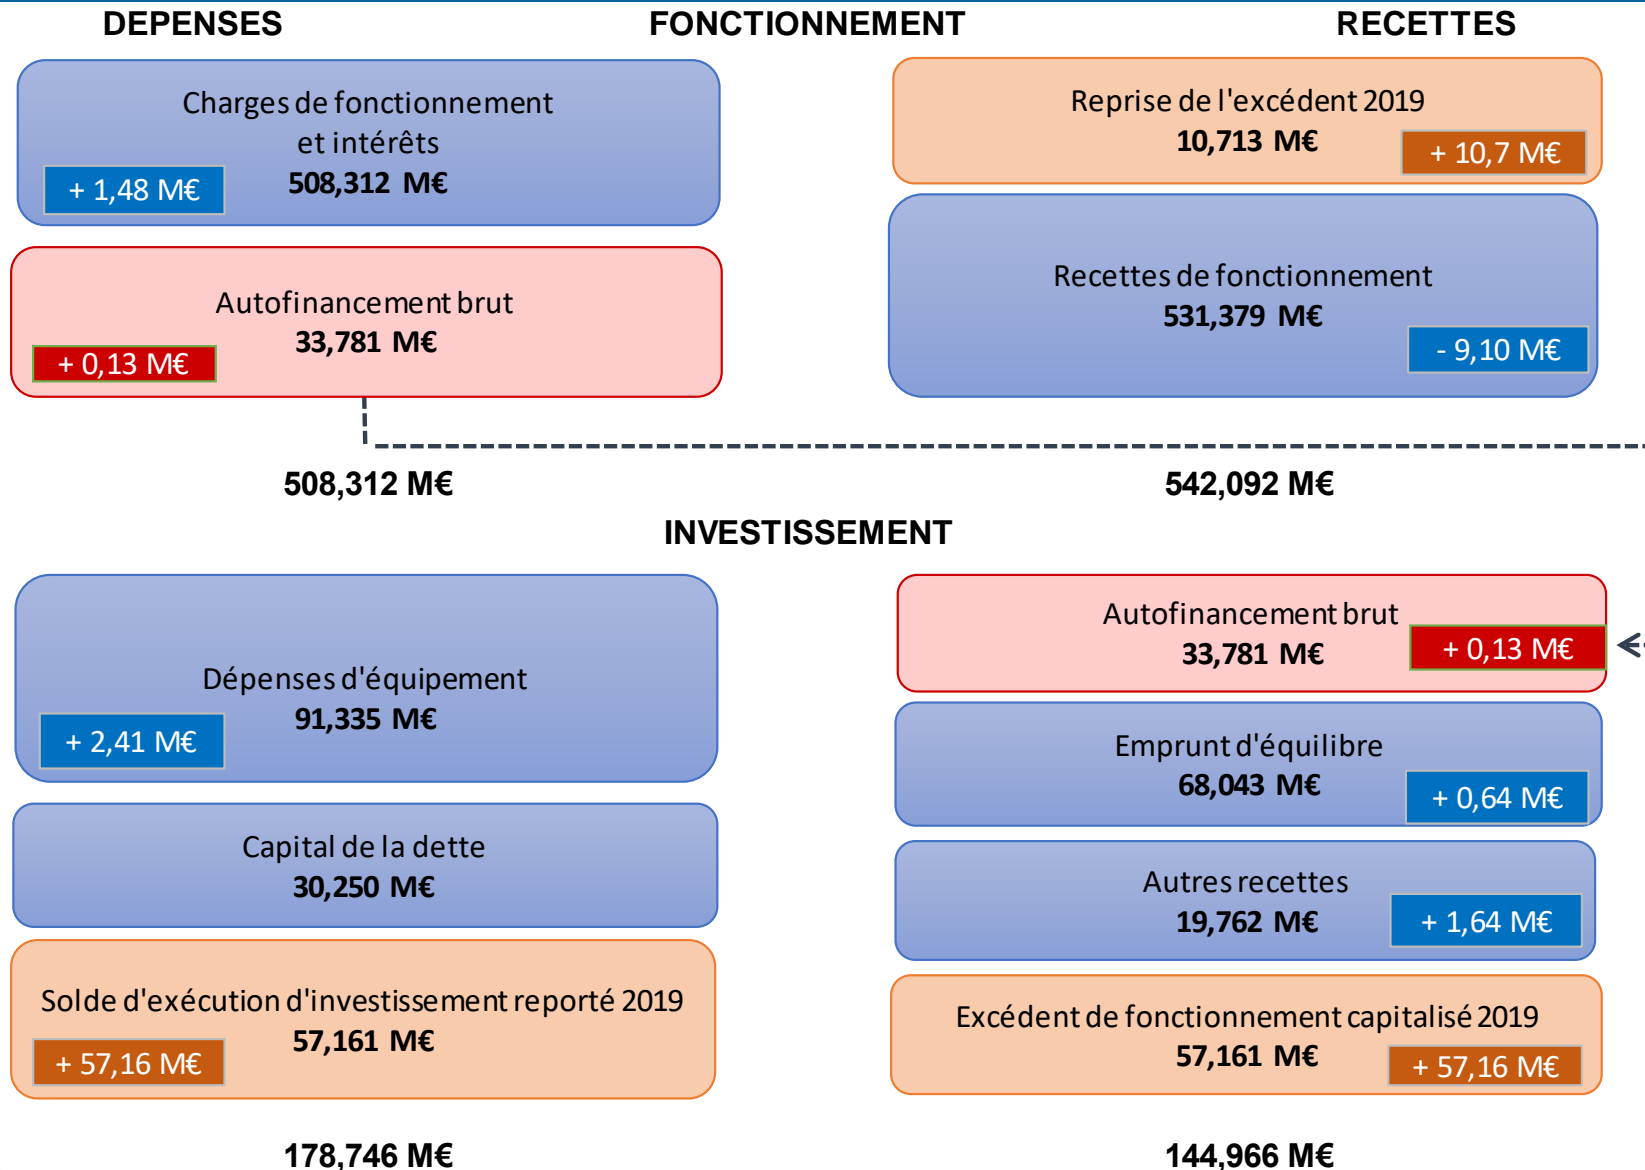 DEPENSES
FONCTIONNEMENT
RECETTES
Charges de fonctionnement
et intérêts
508,312 M€
+ 1,48 M€
Reprise de l'excédent 2019
10,713 M€
+ 10,7 M€
Autofinancement brut
33,781 M€
+ 0,13 M€
Recettes de fonctionnement
531,379 M€
- 9,10 M€
508,312 M€
542,092 M€
INVESTISSEMENT
Dépenses d'équipement
91,335 M€
+ 2,41 M€
Capital de la dette
30,250 M€
Solde d'exécution d'investissement reporté 2019
57,161 M€
+ 57,16 M€
Autofinancement brut
33,781 M€
+ 0,13 M€
Emprunt d'équilibre
68,043 M€
+ 0,64 M€
Autres recettes
19,762 M€
+ 1,64 M€
Excédent de fonctionnement capitalisé 2019
57,161 M€
+ 57,16 M€
178,746 M€
144,966 M€